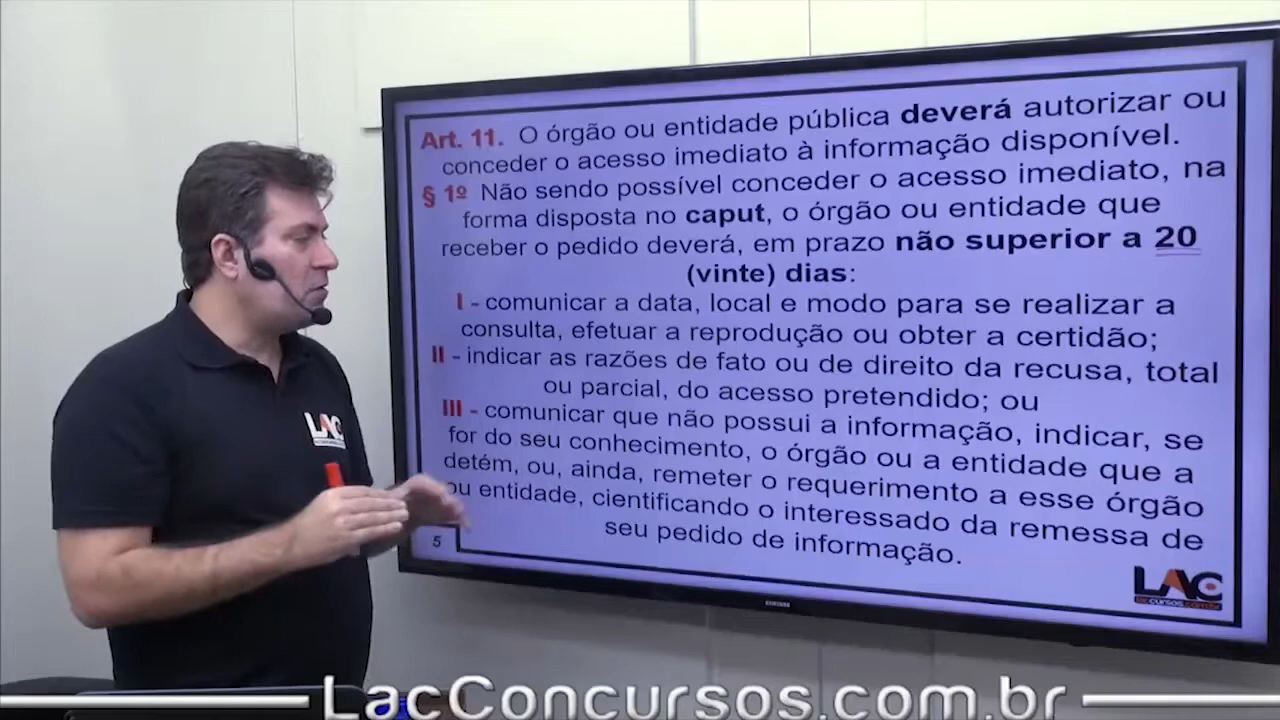 Art. 11. O órgão ou entidade pública deverá autorizar ou
conceder o acesso imediato à informação disponível.
§ 1º Não sendo possível conceder o acesso imediato, na
forma disposta no caput, o órgão ou entidade que
receber o pedido deverá, em prazo não superior a 20
(vinte) dias:
I - comunicar a data, local e modo para se realizar a
consulta, efetuar a reprodução ou obter a certidão;
II - indicar as razões de fato ou de direito da recusa, total
ou parcial, do acesso pretendido; ou
III - comunicar que não possui a informação, indicar, se
for do seu conhecimento, o órgão ou a entidade que a
detém, ou, ainda, remeter o requerimento a esse órgão
ou entidade, cientificando o interessado da remessa de
seu pedido de informação.
5
LAC
laccursos.com.br
SAMSUNG
LAC
LacConcursos.com.br